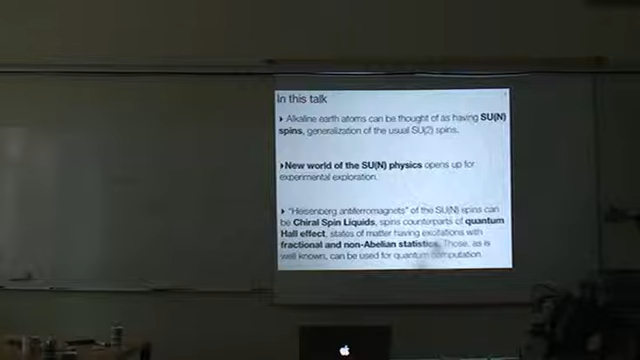 In this talk
▸ Alkaline earth atoms can be thought of as having SU(N)
spins, generalization of the usual SU(2) spins.
▸New world of the SU(N) physics opens up for
experimental exploration.
▸ "Heisenberg antiferromagnets" of the SU(N) spins can
be Chiral Spin Liquids, spins counterparts of quantum
Hall effect, states of matter having excitations with
fractional and non-Abelian statistics. Those, as is
well known, can be used for quantum computation.